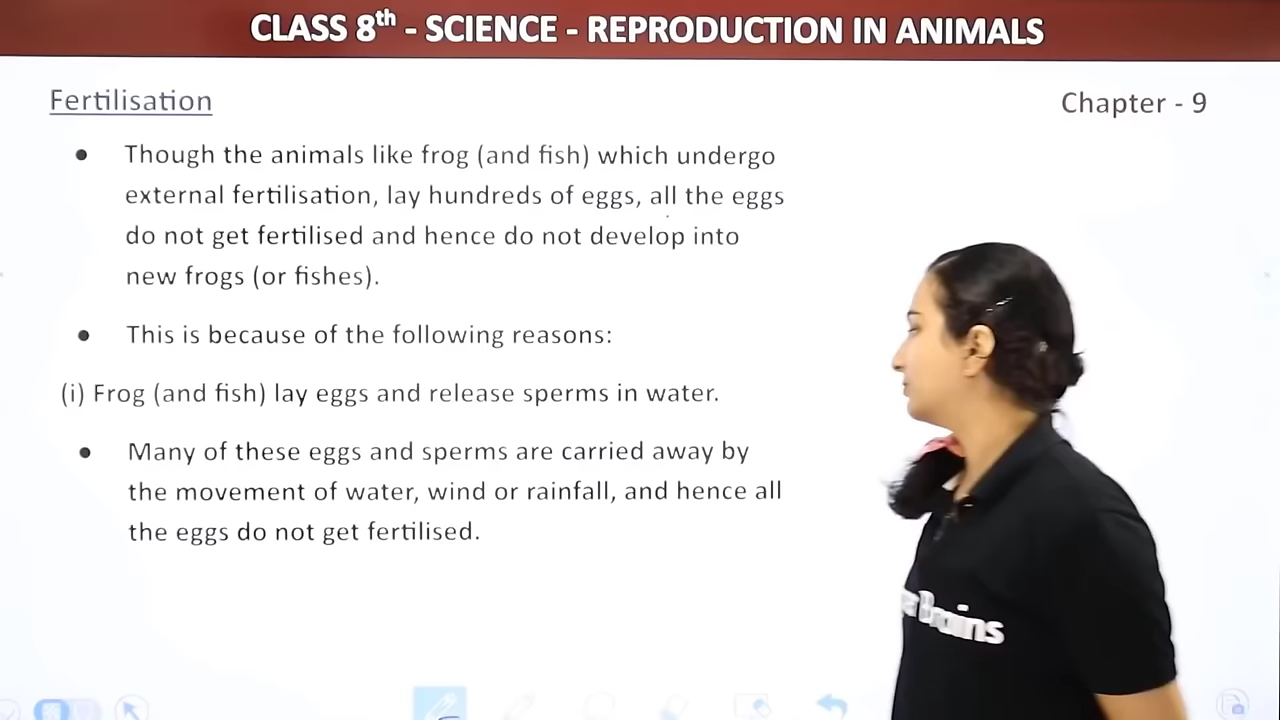 CLASS 8th - SCIENCE - REPRODUCTION IN ANIMALS
Fertilisation
Chapter - 9
● Though the animals like frog (and fish) which undergo
external fertilisation, lay hundreds of eggs, all the eggs
do not get fertilised and hence do not develop into
new frogs (or fishes).
● This is because of the following reasons:
(i) Frog (and fish) lay eggs and release sperms in water.
● Many of these eggs and sperms are carried away by
the movement of water, wind or rainfall, and hence all
the eggs do not get fertilised.
Brains